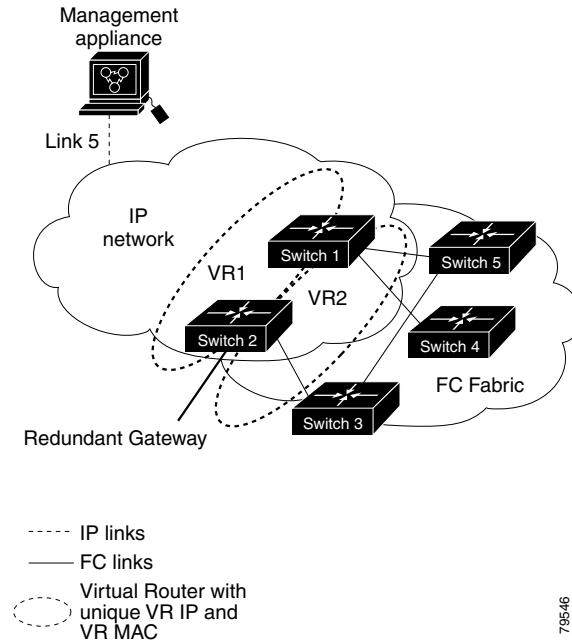 Management
appliance
Link 5
IP
network
Switch 1
Switch 5
VR1
VR2
Switch 2
Switch 4
FC Fabric
Switch 3
Redundant Gateway
IP links
FC links
Virtual Router with
unique VR IP and
VR MAC
79546